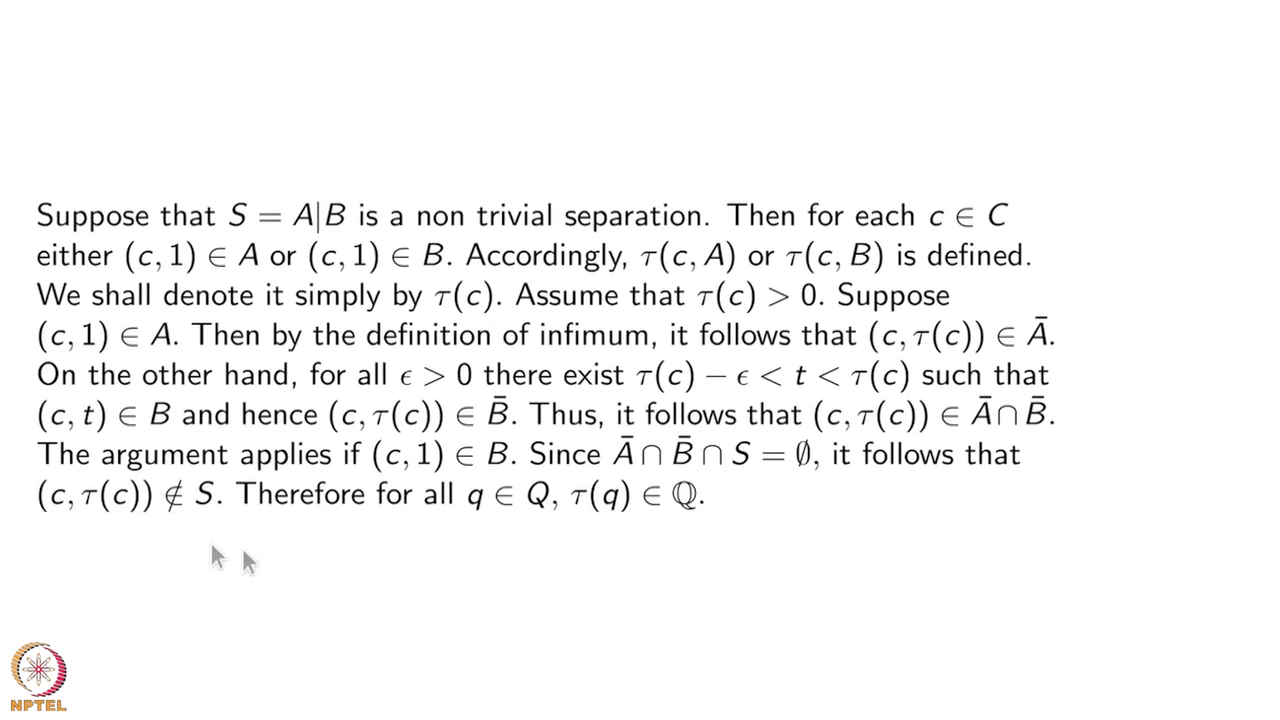 Suppose that S = A|B is a non trivial separation. Then for each c ∈ C
either (c, 1) ∈ A or (c, 1) ∈ B. Accordingly, τ(c, A) or τ(c, B) is defined.
We shall denote it simply by τ(c). Assume that τ(c) > 0. Suppose
(c, 1) ∈ A. Then by the definition of infimum, it follows that (c, τ(c)) ∈ Ā.
On the other hand, for all ϵ > 0 there exist τ(c) − ϵ < t < τ(c) such that
(c, t) ∈ B and hence (c, τ(c)) ∈ B̄. Thus, it follows that (c, τ(c)) ∈ Ā ∩ B̄.
The argument applies if (c, 1) ∈ B. Since Ā ∩ B̄ ∩ S = ∅, it follows that
(c, τ(c)) ∉ S. Therefore for all q ∈ Q, τ(q) ∈ ℚ.
NPTEL